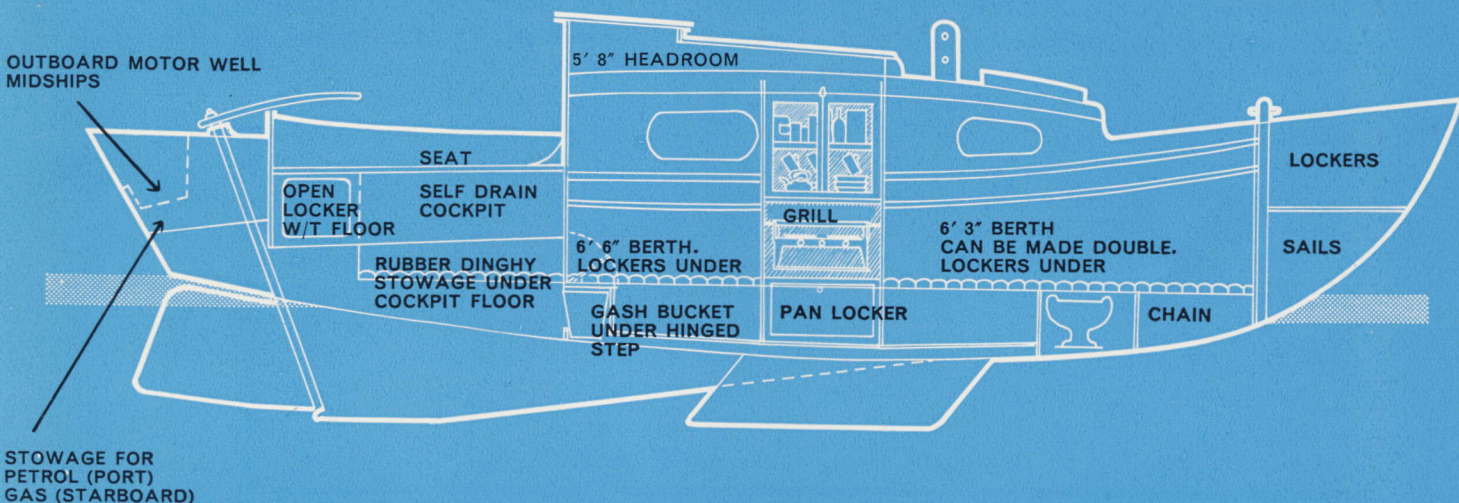 OUTBOARD MOTOR WELL
MIDSHIPS
5' 8" HEADROOM
SEAT
OPEN
LOCKER
W/T FLOOR
SELF DRAIN
COCKPIT
RUBBER DINGHY
STOWAGE UNDER
COCKPIT FLOOR
6' 6" BERTH.
LOCKERS UNDER
GASH BUCKET
UNDER HINGED
STEP
GRILL
PAN LOCKER
6' 3" BERTH
CAN BE MADE DOUBLE.
LOCKERS UNDER
CHAIN
LOCKERS
SAILS
STOWAGE FOR
PETROL (PORT)
GAS (STARBOARD)